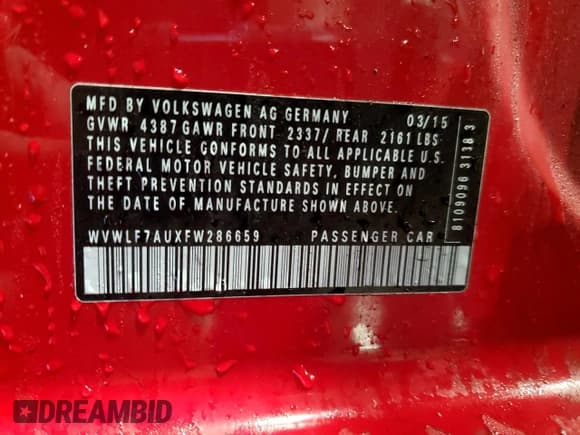 MFD BY VOLKSWAGEN AG GERMANY 03/15
GVWR 4387 GAWR FRONT 2337/ REAR 2161 LBS
THIS VEHICLE CONFORMS TO ALL APPLICABLE U.S.
FEDERAL MOTOR VEHICLE SAFETY, BUMPER AND
THEFT PREVENTION STANDARDS IN EFFECT ON
THE DATE OF MANUFACTURE SHOWN ABOVE.
WVWLF7AUXFW286659 PASSENGER CAR
8109096 3138 3
DREAMBID